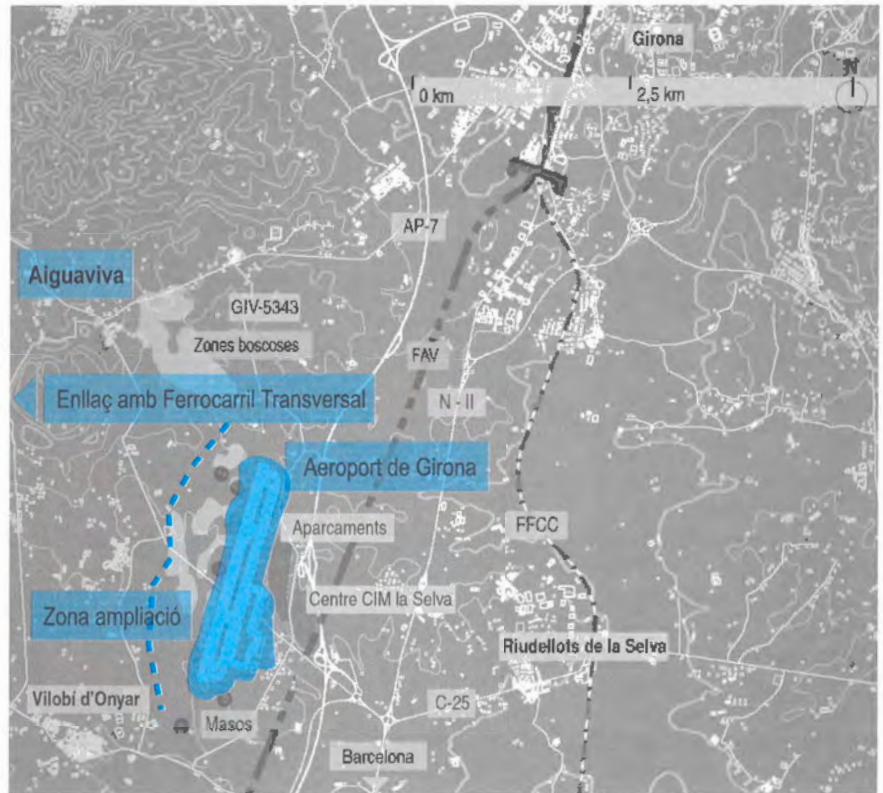 Girona
0 km
2,5 km
N
AP-7
Aiguaviva
GIV-5343
Zones boscoses
FAV
Enllaç amb Ferrocarril Transversal
N - II
Aeroport de Girona
Aparcaments
FFCC
Centre CIM la Selva
Zona ampliació
Riudellots de la Selva
Vilobí d'Onyar
C-25
Masos
Barcelona